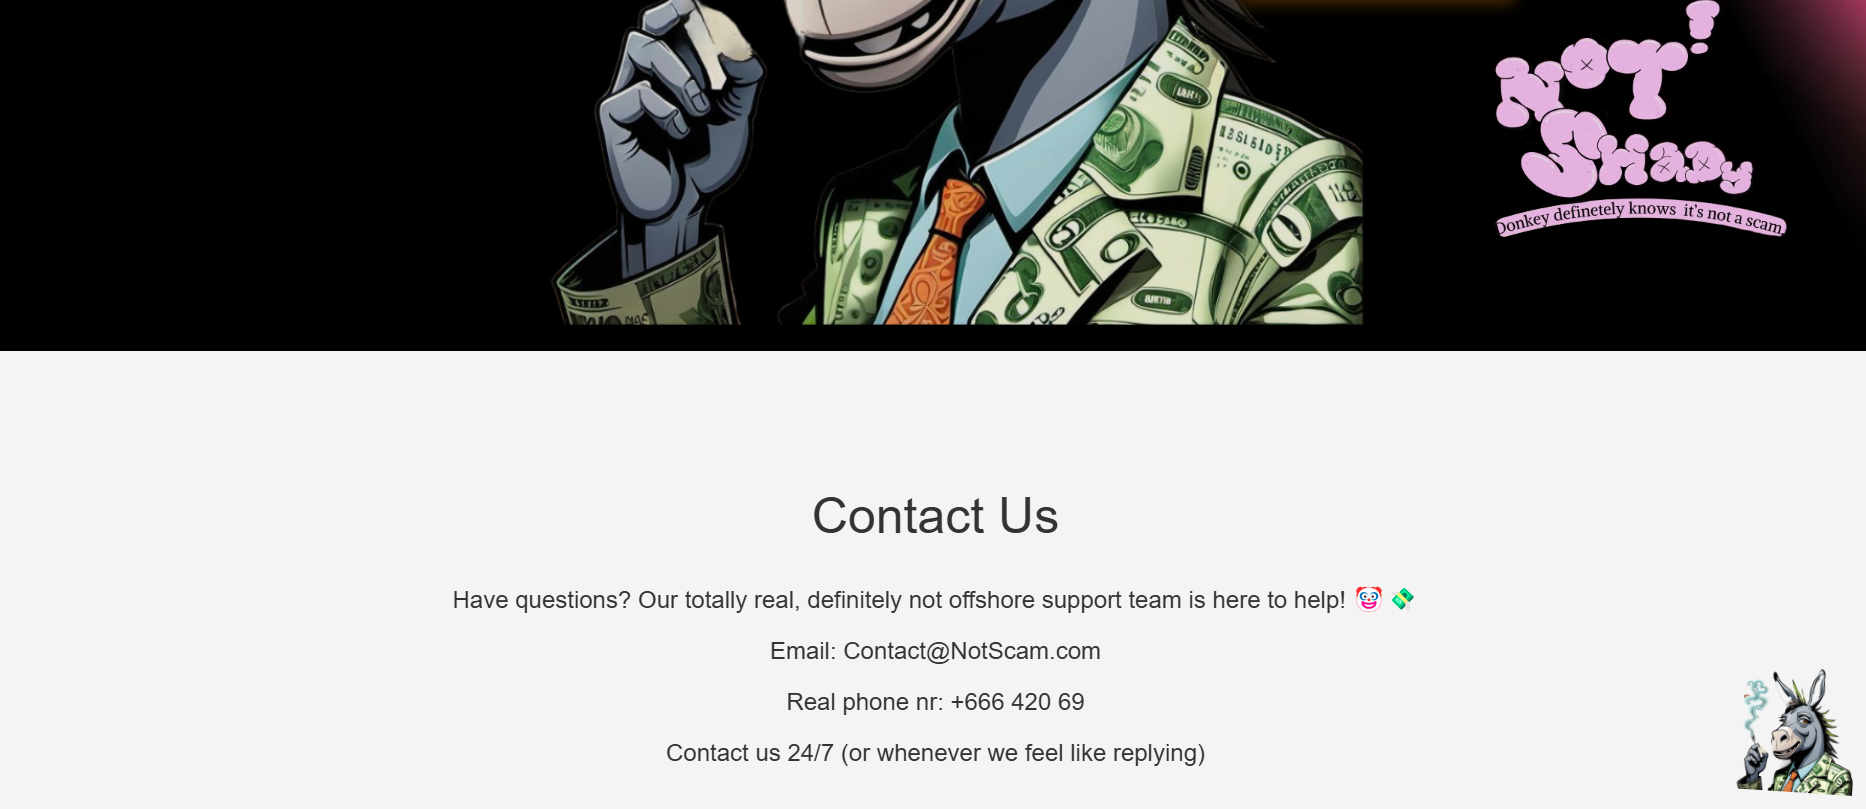 NOT!
Shady
Donkey definetely knows it's not a scam
Contact Us
Have questions? Our totally real, definitely not offshore support team is here to help! 🤡 💸
Email: Contact@NotScam.com
Real phone nr: +666 420 69
Contact us 24/7 (or whenever we feel like replying)